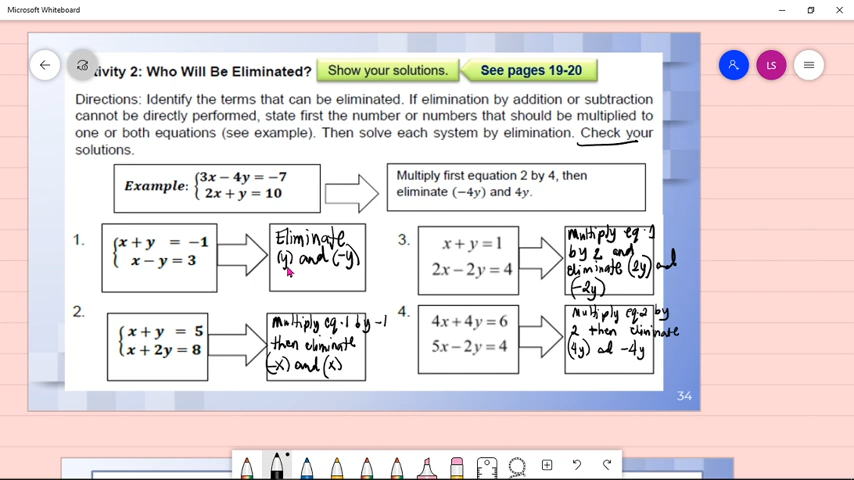 Microsoft Whiteboard
tivity 2: Who Will Be Eliminated?
Show your solutions.
See pages 19-20
LS
Directions: Identify the terms that can be eliminated. If elimination by addition or subtraction
cannot be directly performed, state first the number or numbers that should be multiplied to
one or both equations (see example). Then solve each system by elimination. Check your
solutions.
Example: {3x − 4y = −7
2x + y = 10
Multiply first equation 2 by 4, then
eliminate (−4y) and 4y.
1.
{x + y = −1
x − y = 3
Eliminate
(y) and (-y)
2.
{x + y = 5
x + 2y = 8
Multiply eq. 1 by -1
then eliminate
(-x) and (x)
3.
x + y = 1
2x − 2y = 4
Multiply eq. 1
by 2 and
eliminate (2y) and
(-2y)
4.
4x + 4y = 6
5x − 2y = 4
Multiply eq. 2 by
2 then eliminate
(4y) ad -4y
34